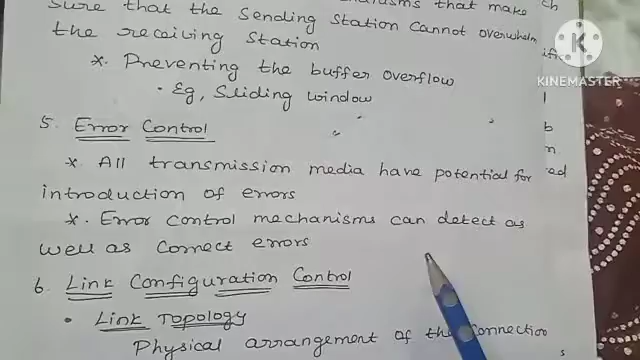 sure that the sending station cannot overwhelm
the receiving station
* Preventing the buffer overflow
• Eg, Sliding window
5. Error Control
* All transmission media have potential for
introduction of errors
* Error control mechanisms can detect as
well as correct errors
6. Link Configuration Control
• Link Topology
Physical arrangement of the connection
KINEMASTER